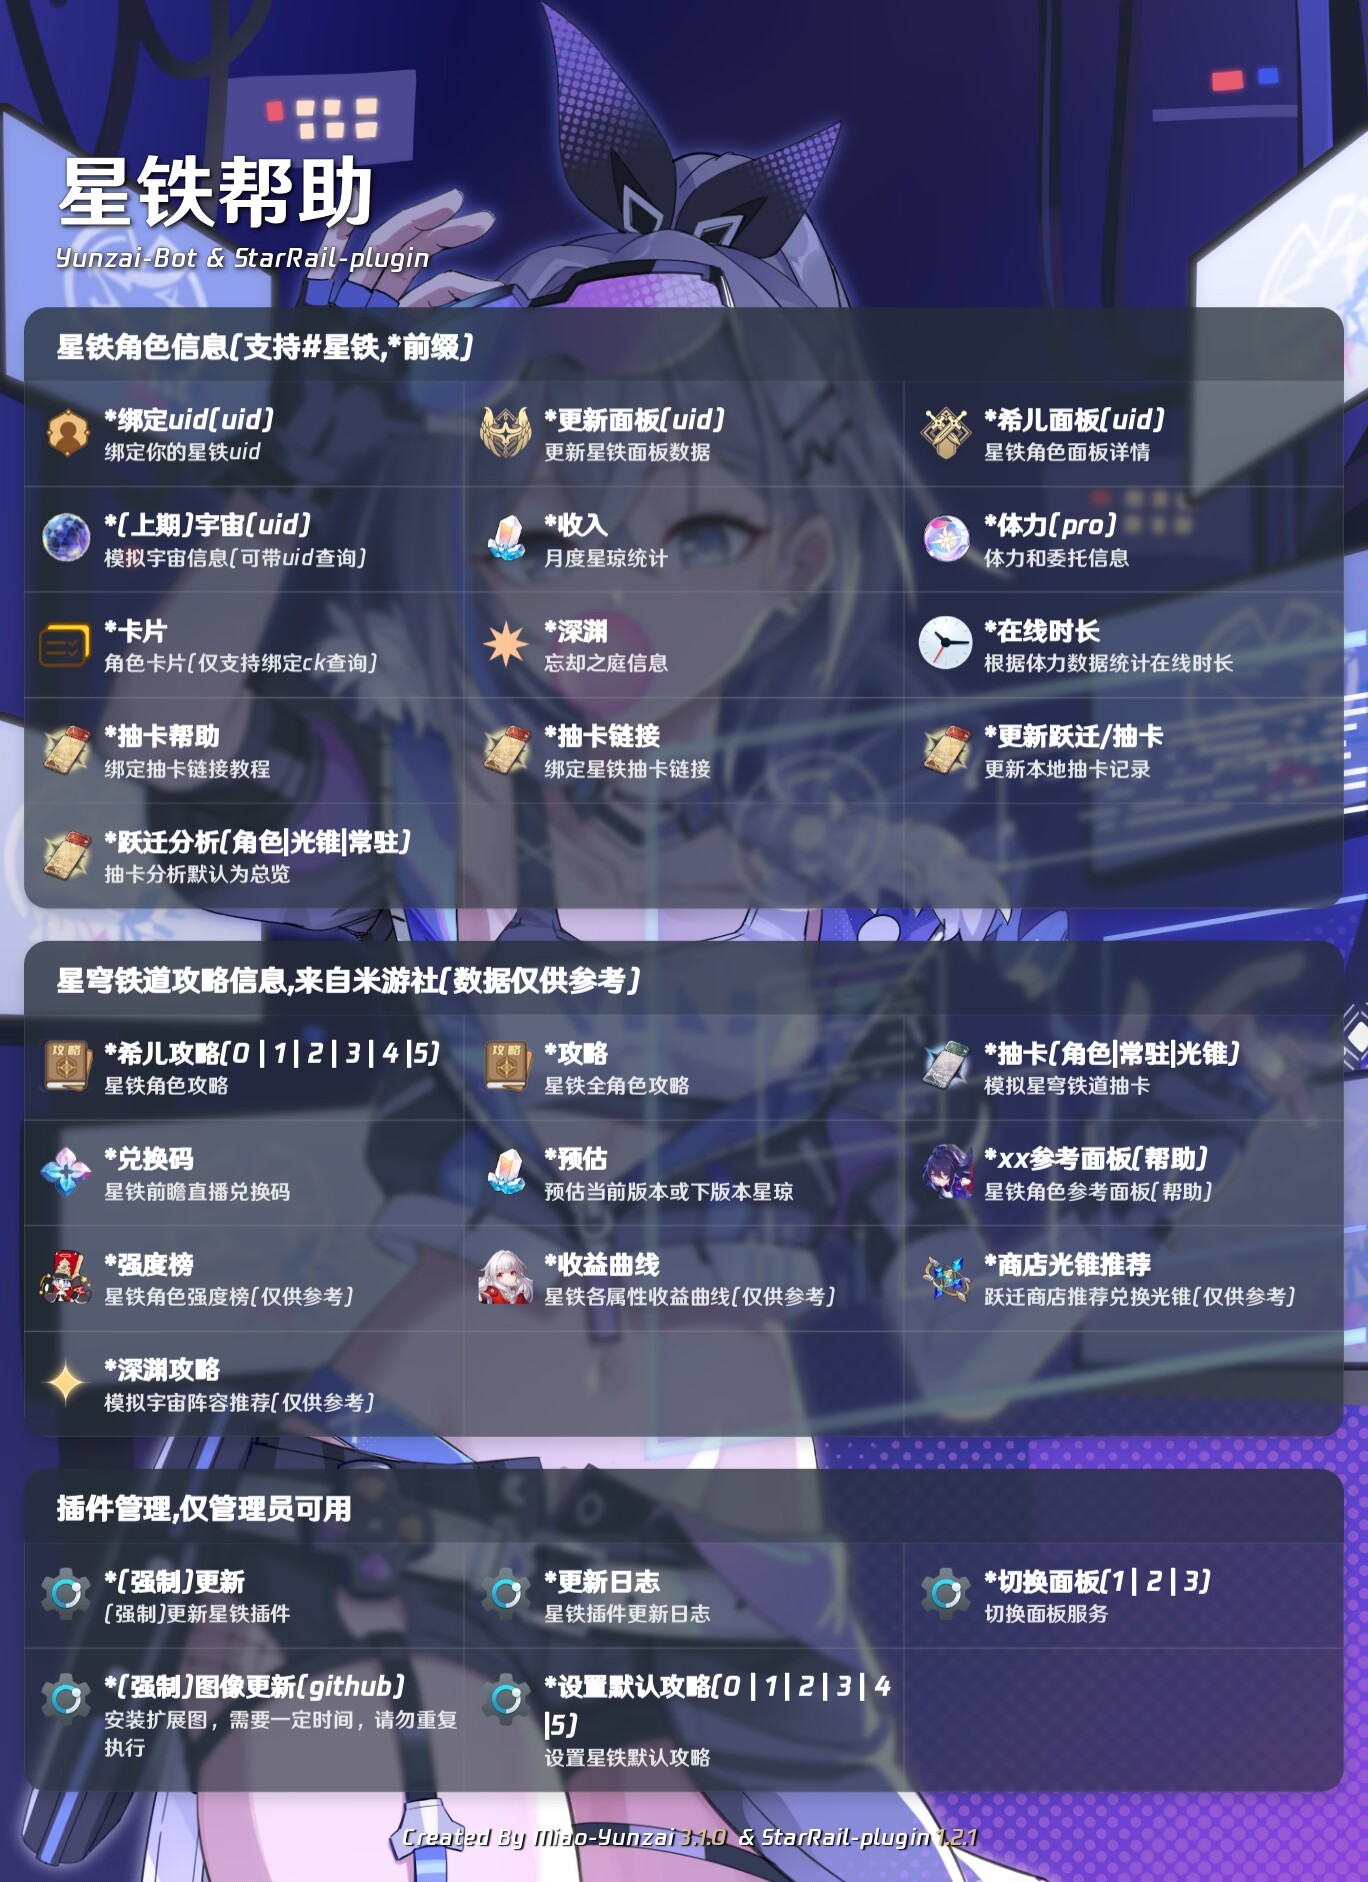 星铁帮助
Yunzai-Bot & StarRail-plugin
星铁角色信息(支持#星铁,*前缀)
*绑定uid(uid)
绑定你的星铁uid
*更新面板(uid)
更新星铁面板数据
*希儿面板(uid)
星铁角色面板详情
*(上期)宇宙(uid)
模拟宇宙信息(可带uid查询)
*收入
月度星琼统计
*体力(pro)
体力和委托信息
*卡片
角色卡片(仅支持绑定ck查询)
*深渊
忘却之庭信息
*在线时长
根据体力数据统计在线时长
*抽卡帮助
绑定抽卡链接教程
*抽卡链接
绑定星铁抽卡链接
*更新跃迁/抽卡
更新本地抽卡记录
*跃迁分析(角色|光锥|常驻)
抽卡分析默认为总览
星穹铁道攻略信息,来自米游社(数据仅供参考)
*希儿攻略(0 | 1 | 2 | 3 | 4 |5)
星铁角色攻略
*攻略
星铁全角色攻略
*抽卡(角色|常驻|光锥)
模拟星穹铁道抽卡
*兑换码
星铁前瞻直播兑换码
*预估
预估当前版本或下版本星琼
*xx参考面板(帮助)
星铁角色参考面板(帮助)
*强度榜
星铁角色强度榜(仅供参考)
*收益曲线
星铁各属性收益曲线(仅供参考)
*商店光锥推荐
跃迁商店推荐兑换光锥(仅供参考)
*深渊攻略
模拟宇宙阵容推荐(仅供参考)
插件管理,仅管理员可用
*(强制)更新
(强制)更新星铁插件
*更新日志
星铁插件更新日志
*切换面板(1 | 2 | 3)
切换面板服务
*(强制)图像更新(github)
安装扩展图，需要一定时间，请勿重复
执行
*设置默认攻略(0 | 1 | 2 | 3 | 4
|5)
设置星铁默认攻略
Created By Miao-Yunzai 3.1.0 & StarRail-plugin 1.2.1